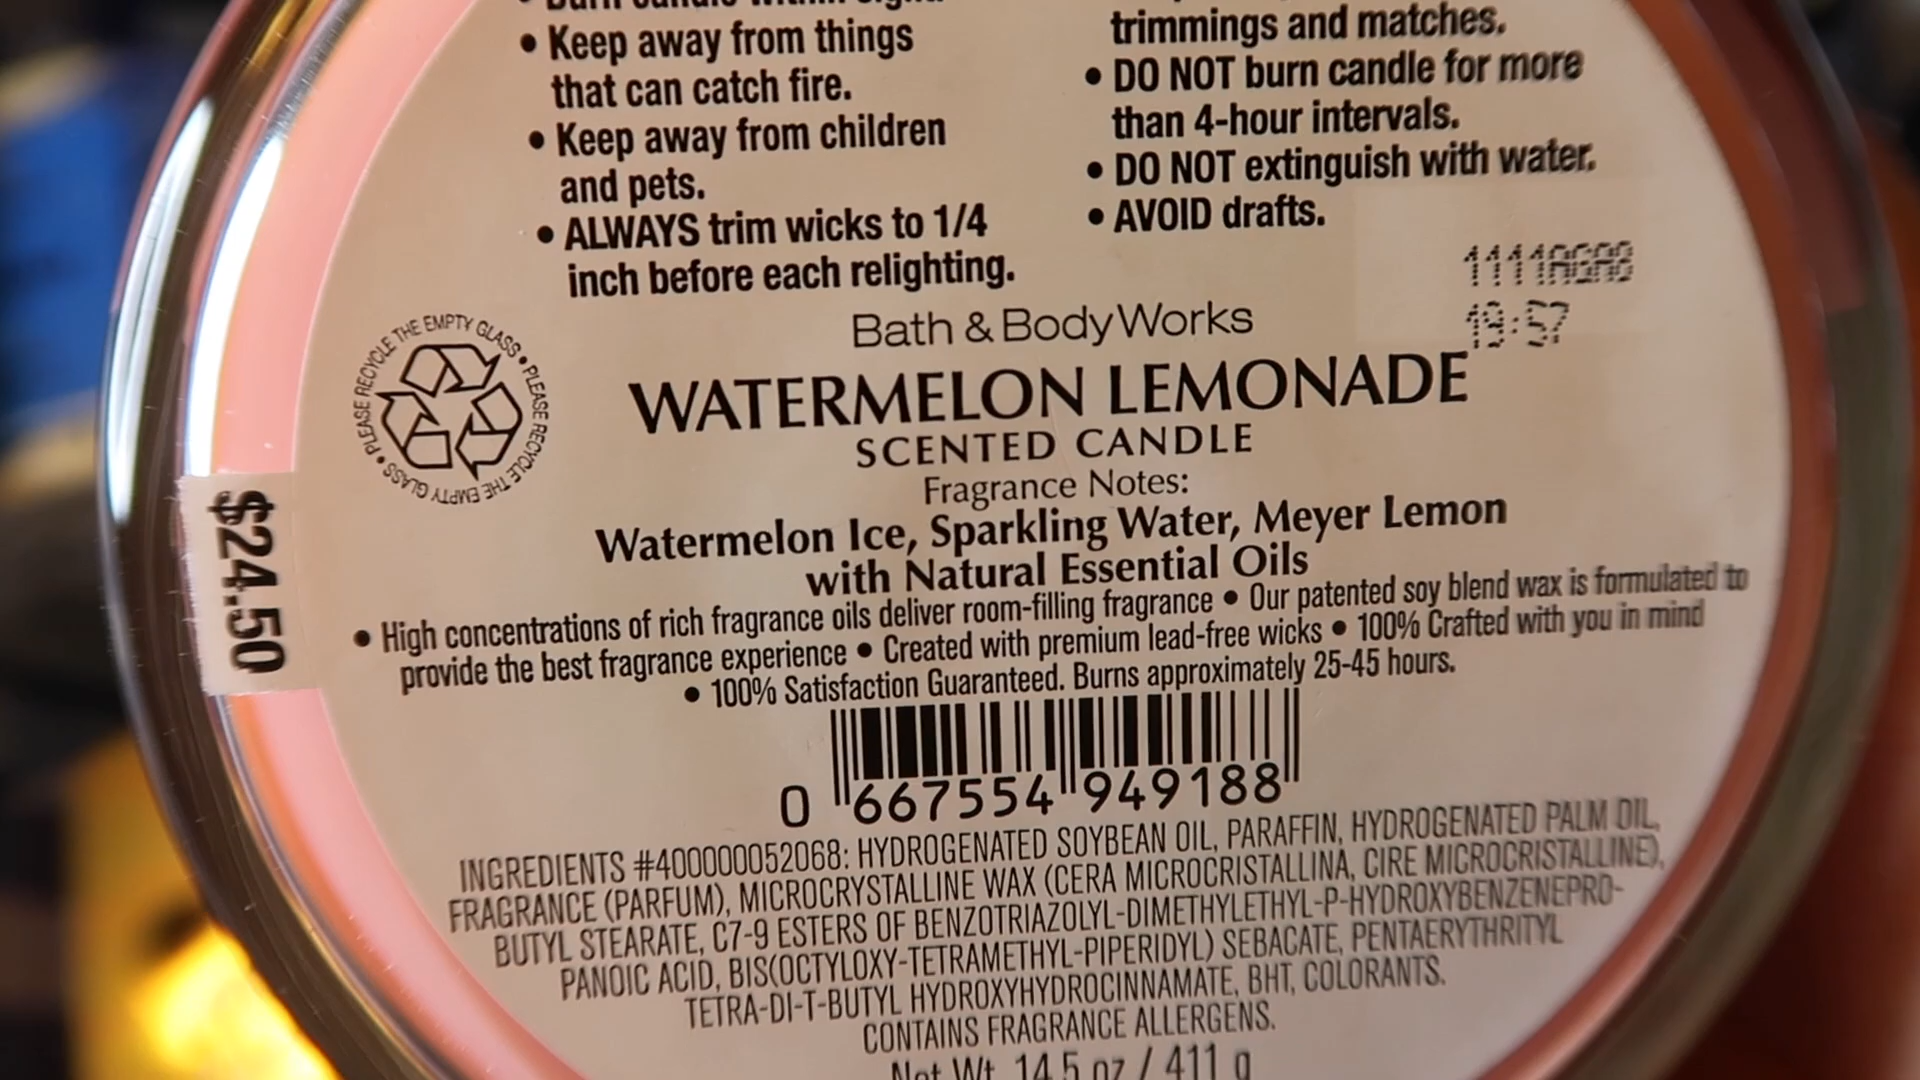 • Keep away from things
that can catch fire.
• Keep away from children
and pets.
• ALWAYS trim wicks to 1/4
inch before each relighting.
trimmings and matches.
• DO NOT burn candle for more
than 4-hour intervals.
• DO NOT extinguish with water.
• AVOID drafts.
19:57
PLEASE RECYCLE THE EMPTY GLASS • PLEASE RECYCLE THE EMPTY GLASS •
$24.50
Bath & Body Works
WATERMELON LEMONADE
SCENTED CANDLE
Fragrance Notes:
Watermelon Ice, Sparkling Water, Meyer Lemon
with Natural Essential Oils
• High concentrations of rich fragrance oils deliver room-filling fragrance • Our patented soy blend wax is formulated to
provide the best fragrance experience • Created with premium lead-free wicks • 100% Crafted with you in mind
• 100% Satisfaction Guaranteed. Burns approximately 25-45 hours.
0 667554 949188
INGREDIENTS #400000052068: HYDROGENATED SOYBEAN OIL, PARAFFIN, HYDROGENATED PALM OIL,
FRAGRANCE (PARFUM), MICROCRYSTALLINE WAX (CERA MICROCRISTALLINA, CIRE MICROCRISTALLINE),
BUTYL STEARATE, C7-9 ESTERS OF BENZOTRIAZOLYL-DIMETHYLETHYL-P-HYDROXYBENZENEPRO-
PANOIC ACID, BIS(OCTYLOXY-TETRAMETHYL-PIPERIDYL) SEBACATE, PENTAERYTHRITYL
TETRA-DI-T-BUTYL HYDROXYHYDROCINNAMATE, BHT, COLORANTS.
CONTAINS FRAGRANCE ALLERGENS.
Net Wt. 14.5 oz / 411 g